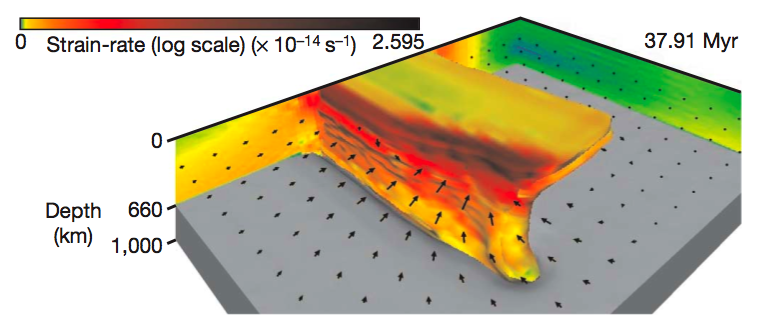 0 Strain-rate (log scale) (× 10⁻¹⁴ s⁻¹) 2.595
37.91 Myr
0
Depth 660
(km) 1,000